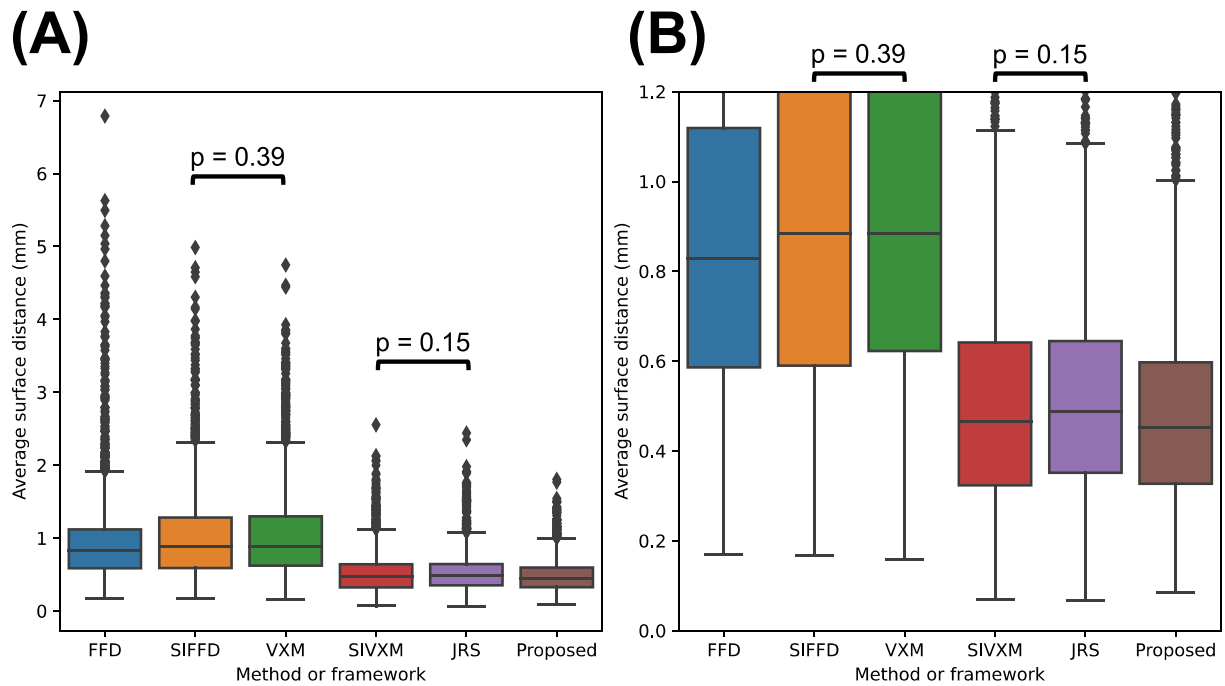 (A)
p = 0.39
p = 0.15
7
6
5
4
3
2
1
0
Average surface distance (mm)
FFD SIFFD VXM SIVXM JRS Proposed
Method or framework
(B)
p = 0.39 p = 0.15
1.2
1.0
0.8
0.6
0.4
0.2
0.0
Average surface distance (mm)
FFD SIFFD VXM SIVXM JRS Proposed
Method or framework